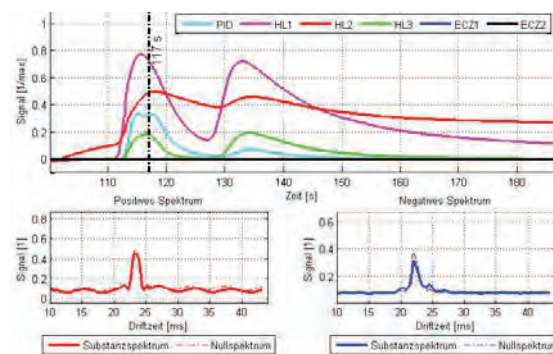 PID HL1 HL2 HL3 ECZ1 ECZ2
Signal [1/max]
1
0.8
0.6
0.4
0.2
0
117 s
110 120 130 140 150 160 170 180
Zeit [s]
Positives Spektrum
Negatives Spektrum
Signal [1]
0.8
0.6
0.4
0.2
0
10 15 20 25 30 35 40
Driftzeit [ms]
Substanzspektrum Nullspektrum
Signal [1]
0.6
0.4
0.2
10 15 20 25 30 35 40
Driftzeit [ms]
Substanzspektrum Nullspektrum